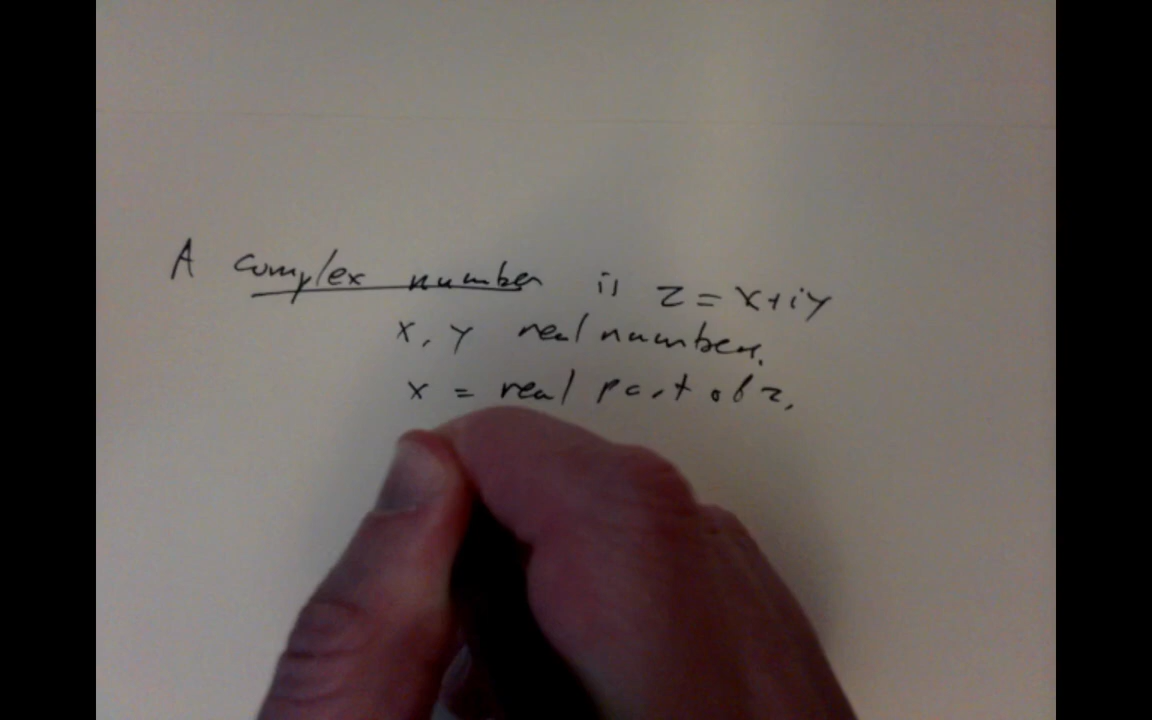 A complex number is z = x+iy
x, y real numbers.
x = real part of z.